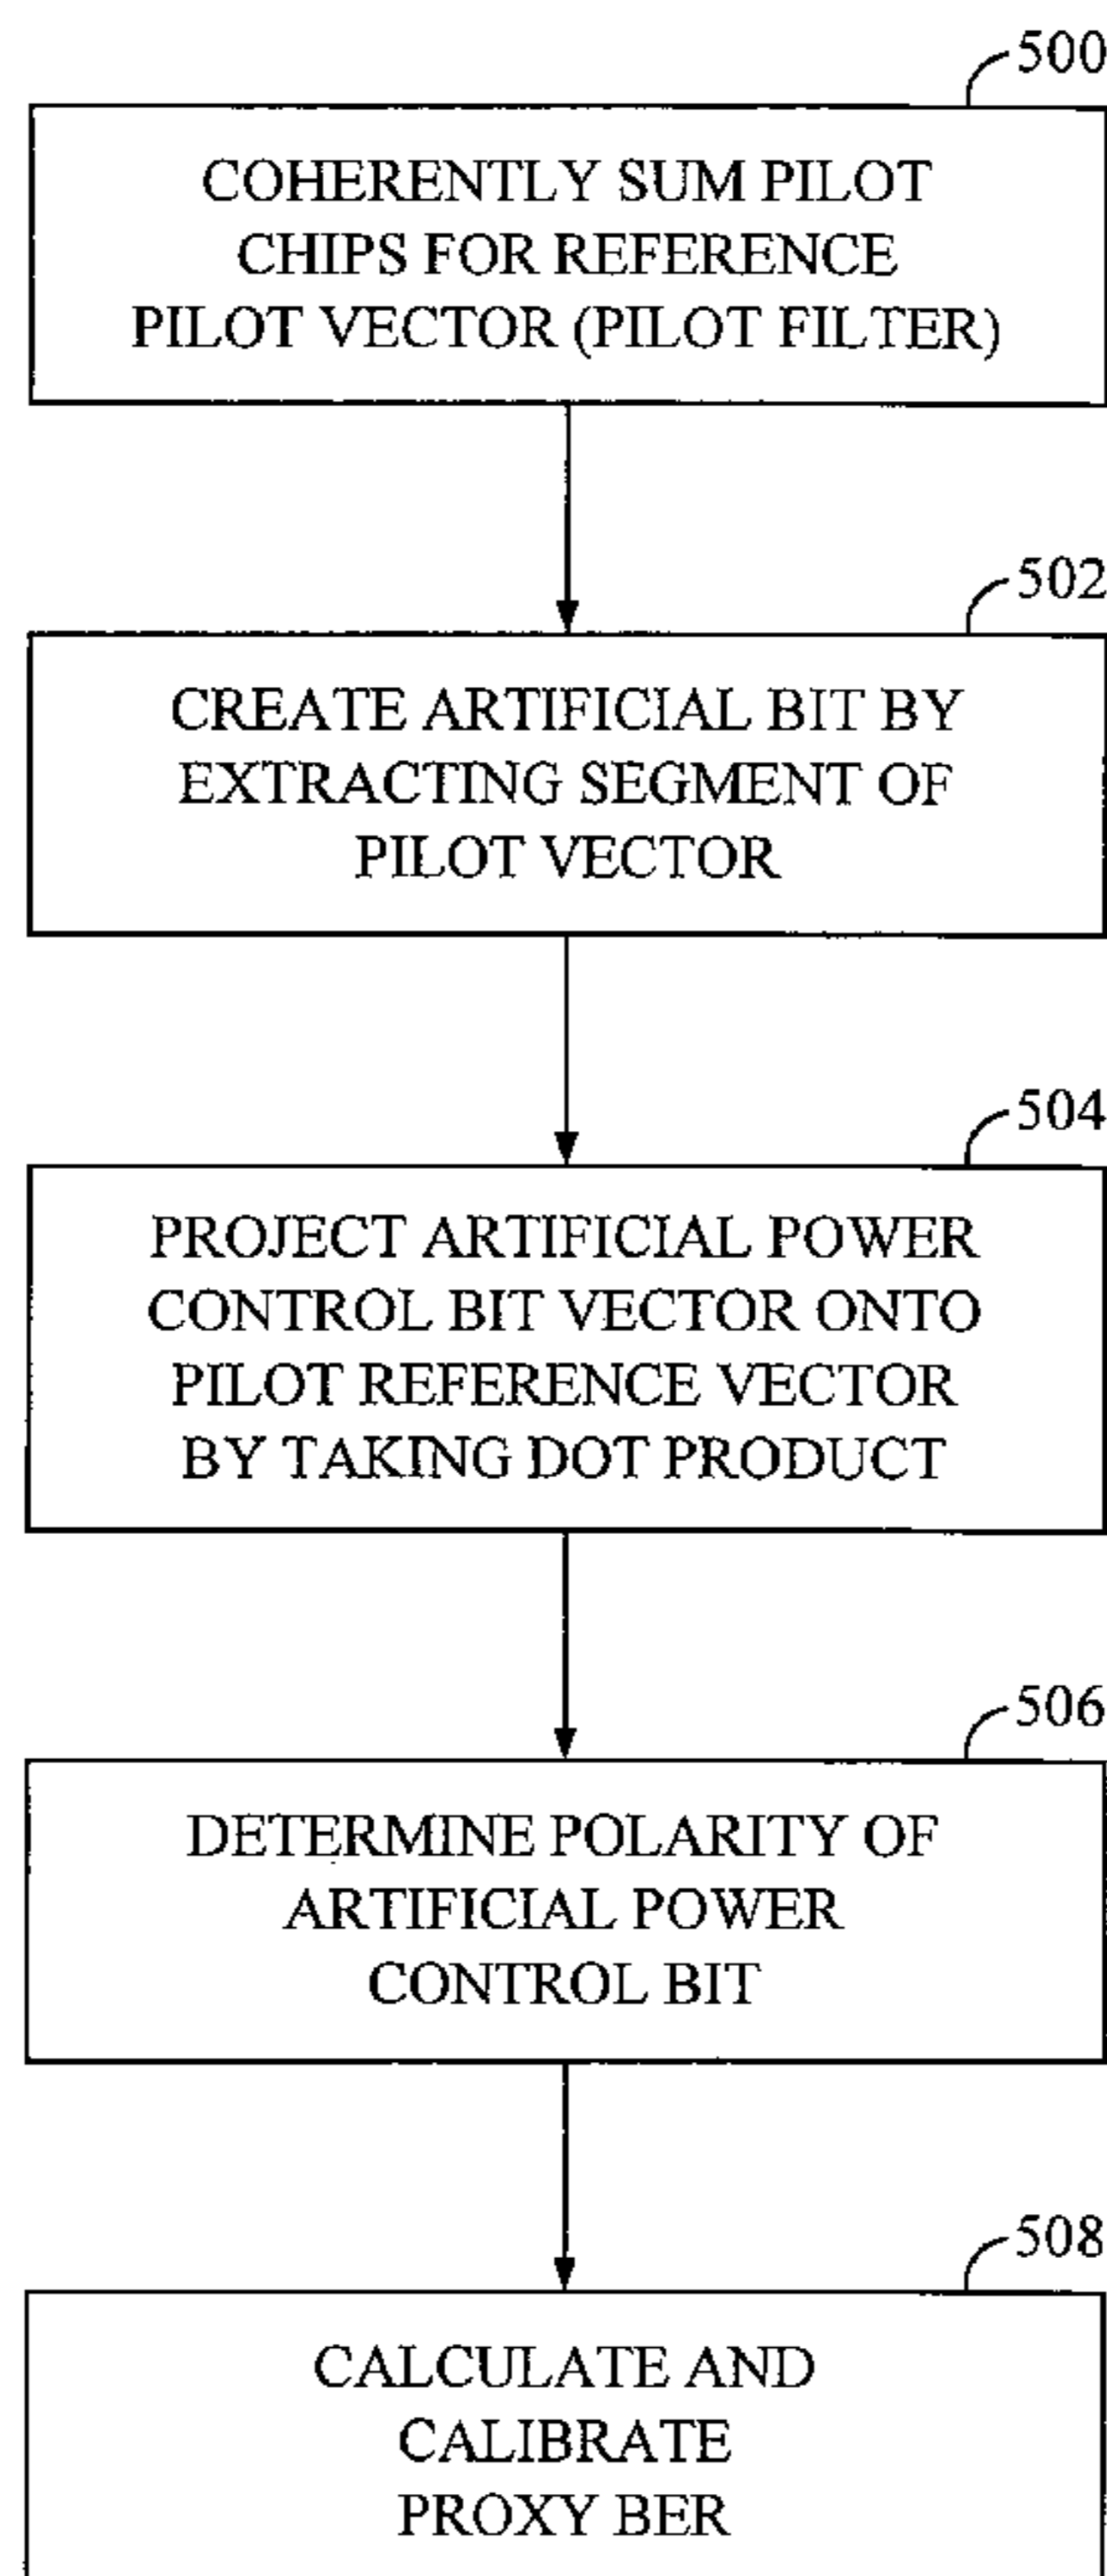 500
COHERENTLY SUM PILOT
CHIPS FOR REFERENCE
PILOT VECTOR (PILOT FILTER)
502
CREATE ARTIFICIAL BIT BY
EXTRACTING SEGMENT OF
PILOT VECTOR
504
PROJECT ARTIFICIAL POWER
CONTROL BIT VECTOR ONTO
PILOT REFERENCE VECTOR
BY TAKING DOT PRODUCT
506
DETERMINE POLARITY OF
ARTIFICIAL POWER
CONTROL BIT
508
CALCULATE AND
CALIBRATE
PROXY BER